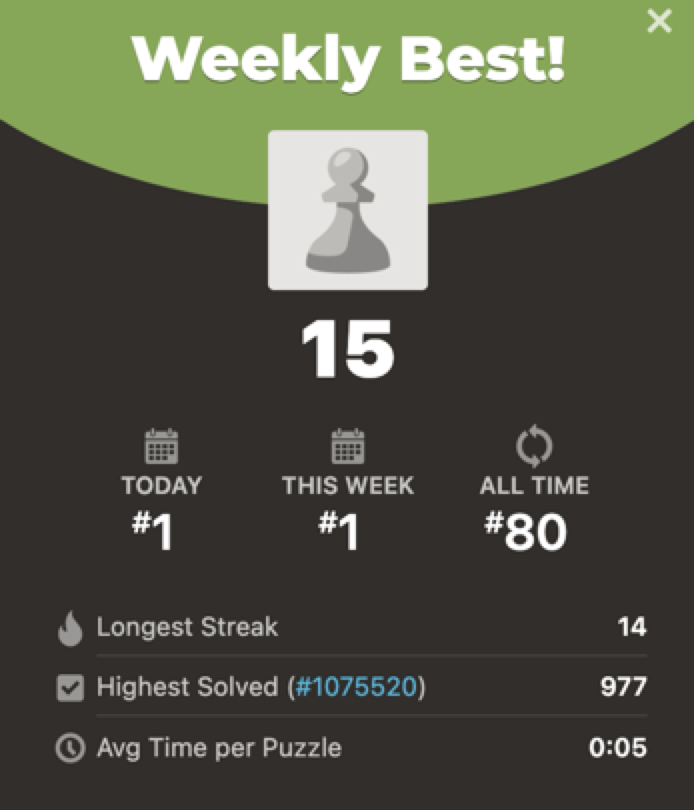 Weekly Best!
15
TODAY THIS WEEK ALL TIME
#1 #1 #80
Longest Streak 14
Highest Solved (#1075520) 977
Avg Time per Puzzle 0:05